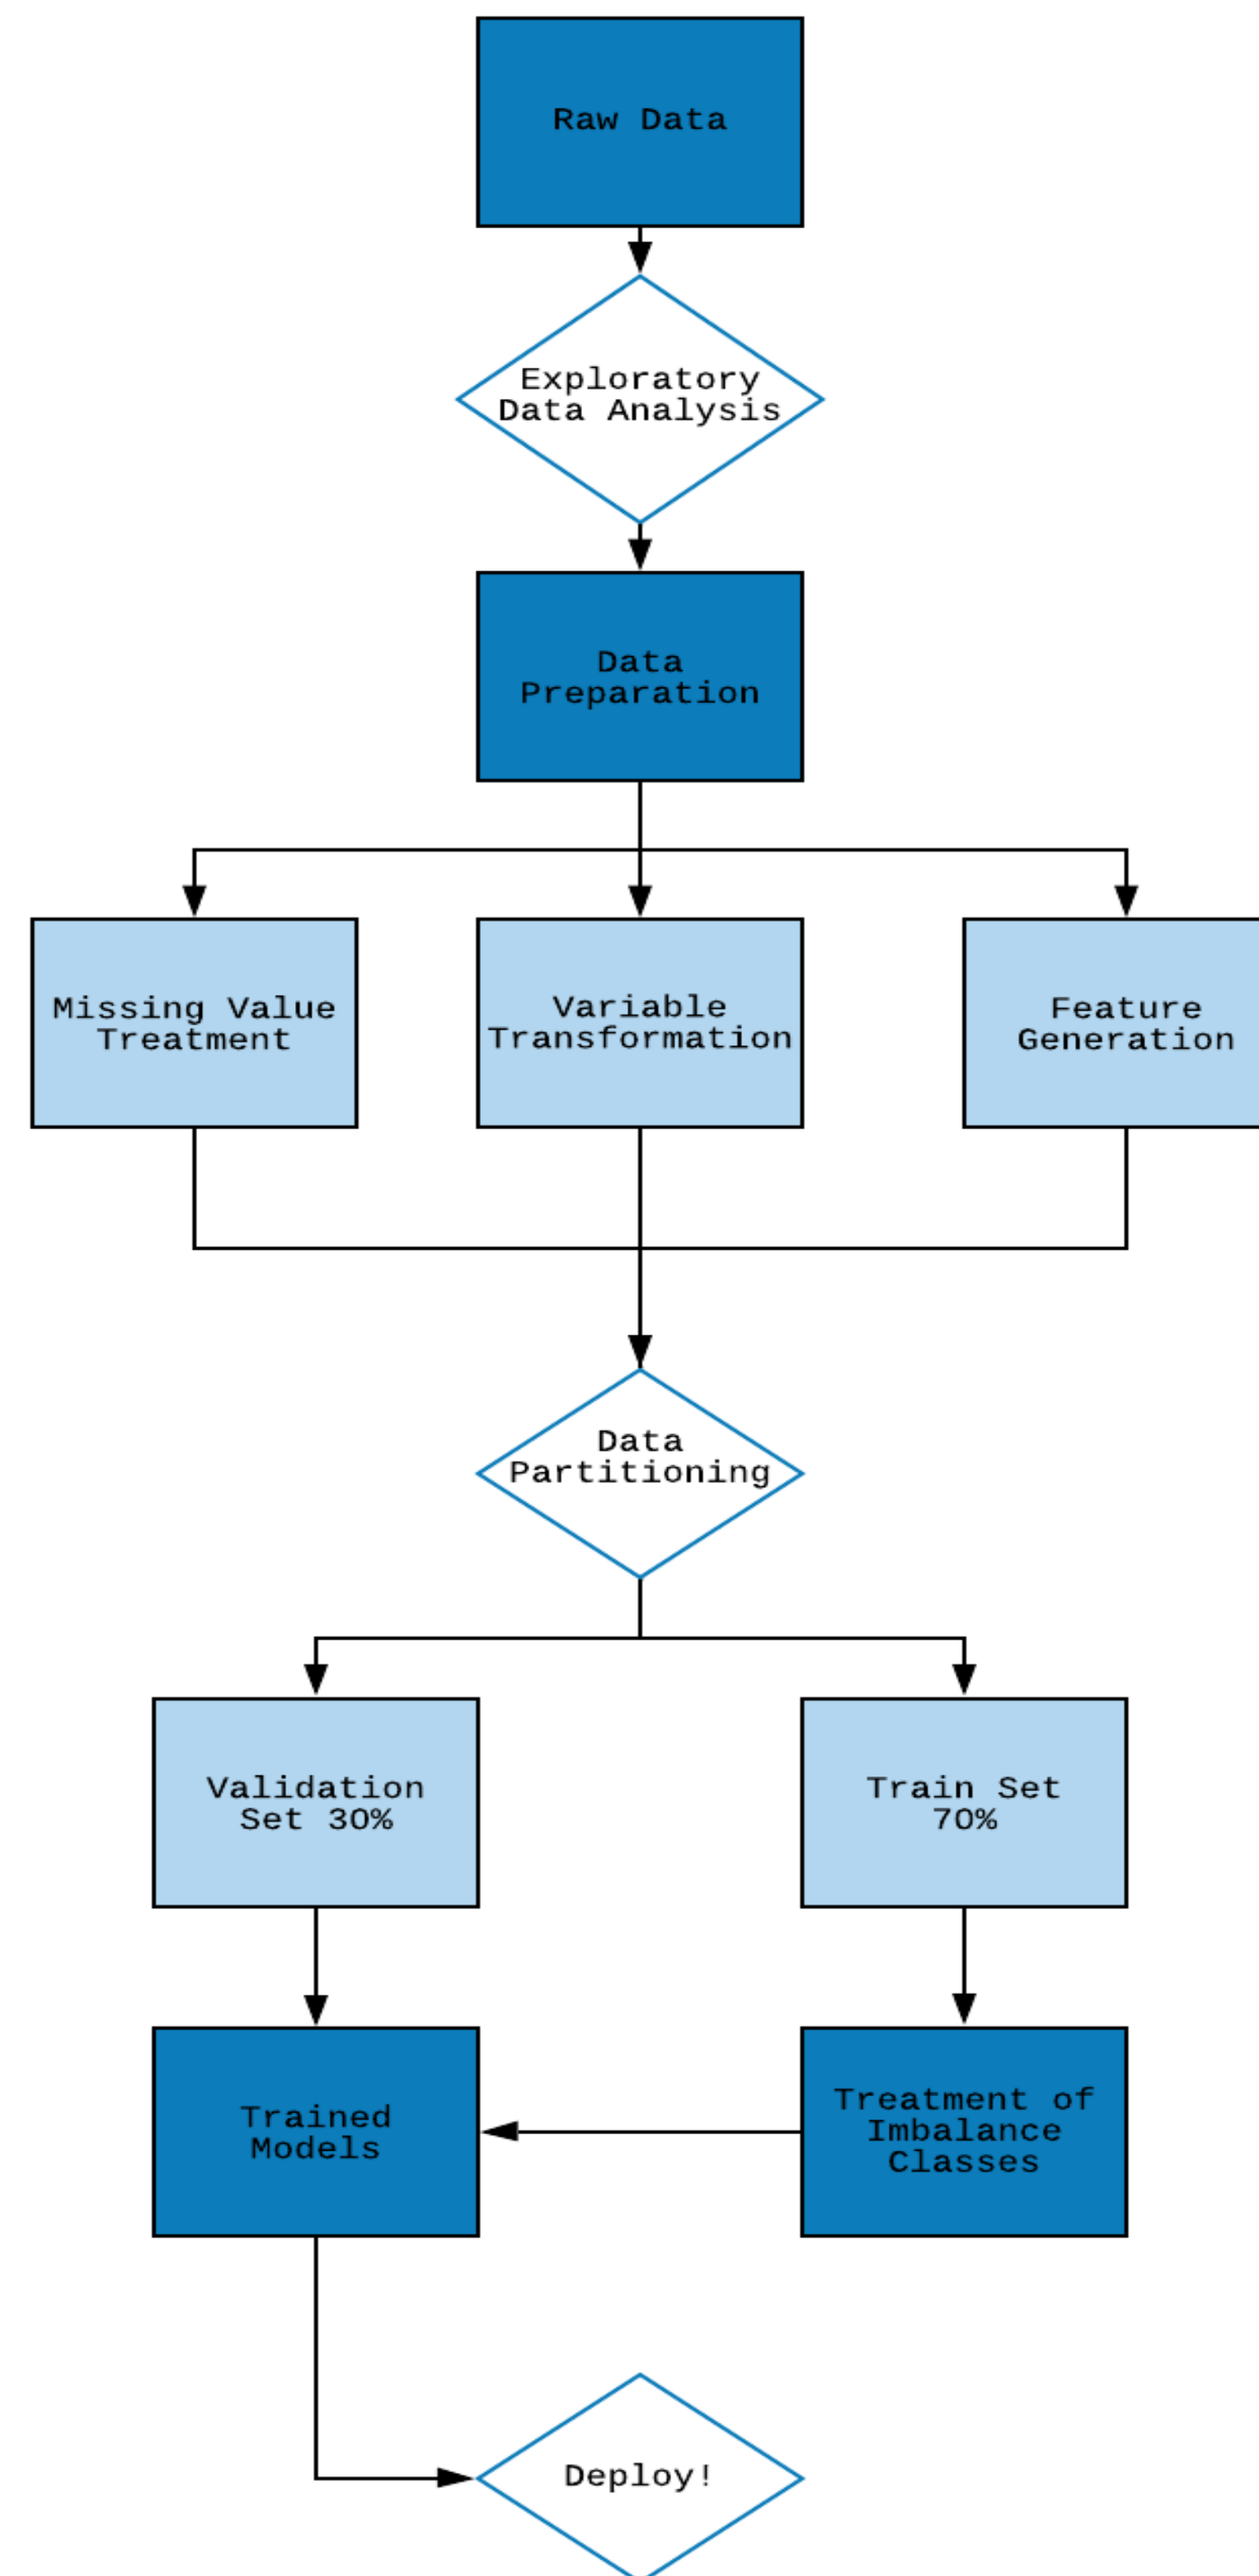 Raw Data
Exploratory
Data Analysis
Data
Preparation
Missing Value
Treatment
Variable
Transformation
Feature
Generation
Data
Partitioning
Validation
Set 30%
Train Set
70%
Trained
Models
Treatment of
Imbalance
Classes
Deploy!